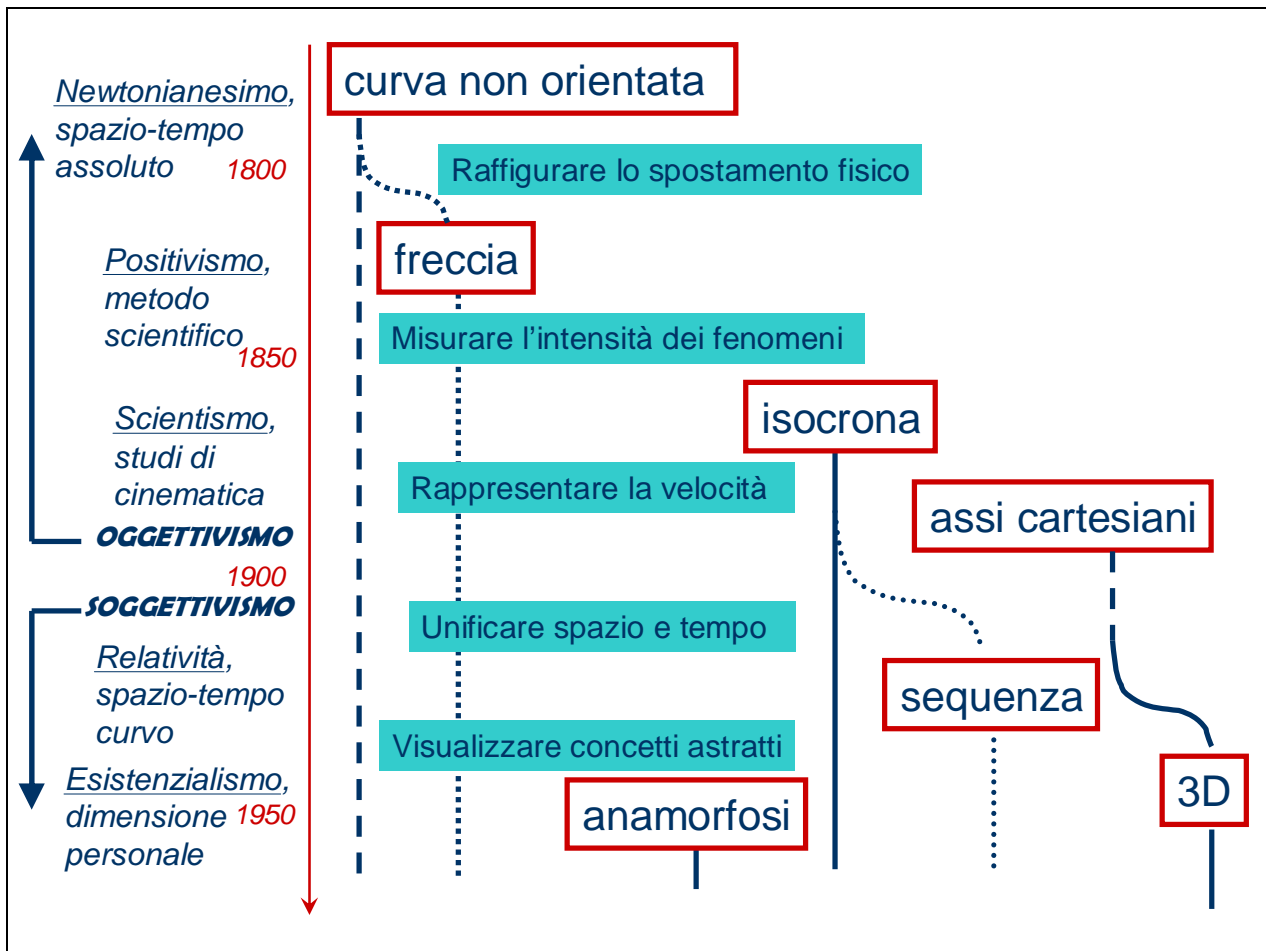 Newtonianesimo,
spazio-tempo
assoluto
1800
Positivismo,
metodo
scientifico
1850
Scientismo,
studi di
cinematica
OGGETTIVISMO
1900
SOGGETTIVISMO
Relatività,
spazio-tempo
curvo
Esistenzialismo,
dimensione
1950
personale
curva non orientata
Raffigurare lo spostamento fisico
freccia
Misurare l'intensità dei fenomeni
isocrona
Rappresentare la velocità
assi cartesiani
Unificare spazio e tempo
sequenza
Visualizzare concetti astratti
3D
anamorfosi